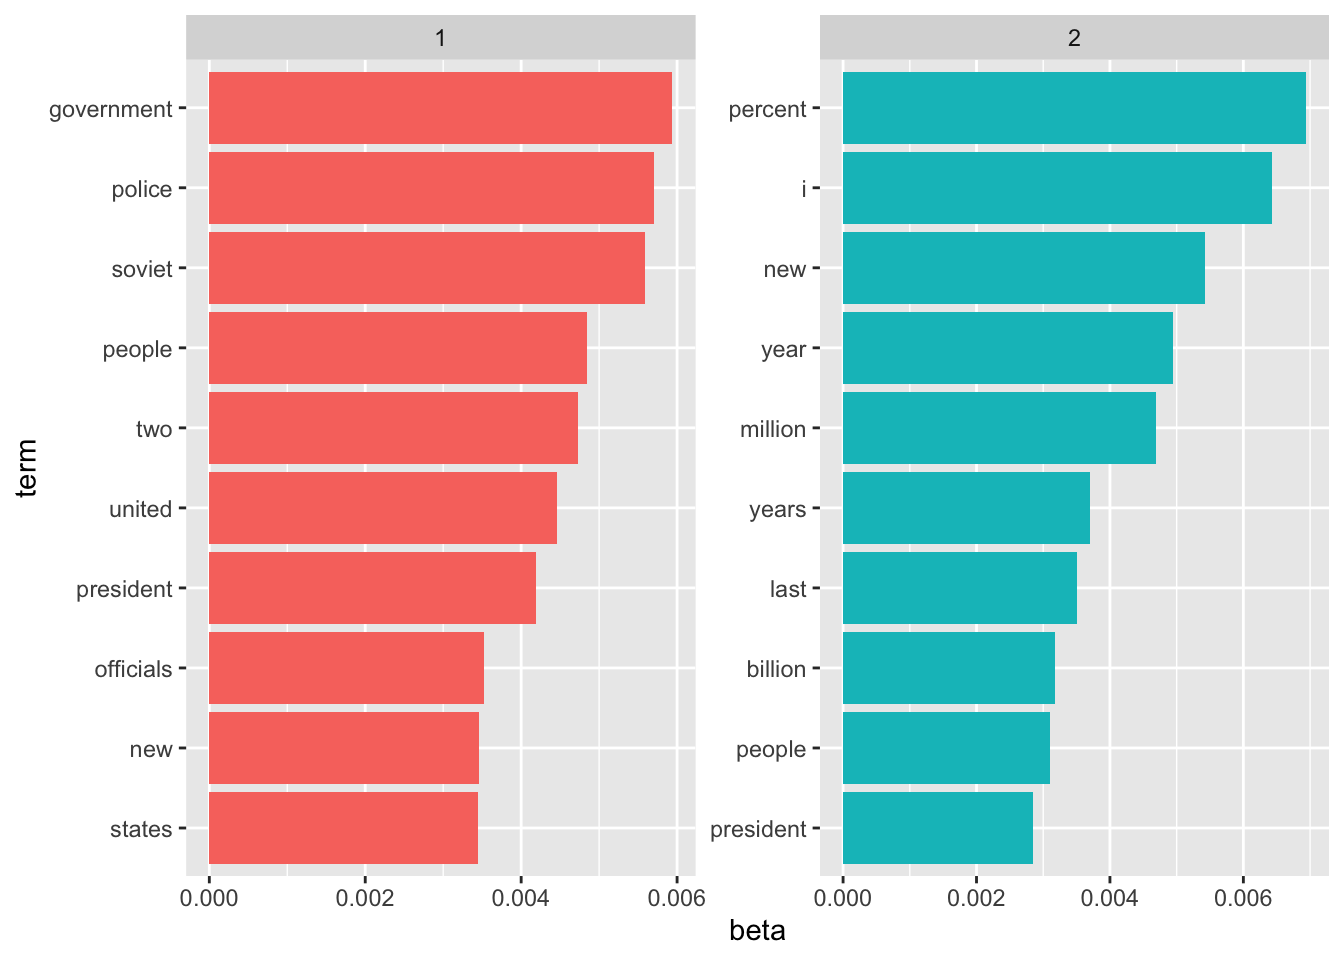 1
government
police
soviet
people
two
united
president
officials
new
states
0.000 0.002 0.004 0.006
2
percent
i
new
year
million
years
last
billion
people
president
0.000 0.002 0.004 0.006
term
beta